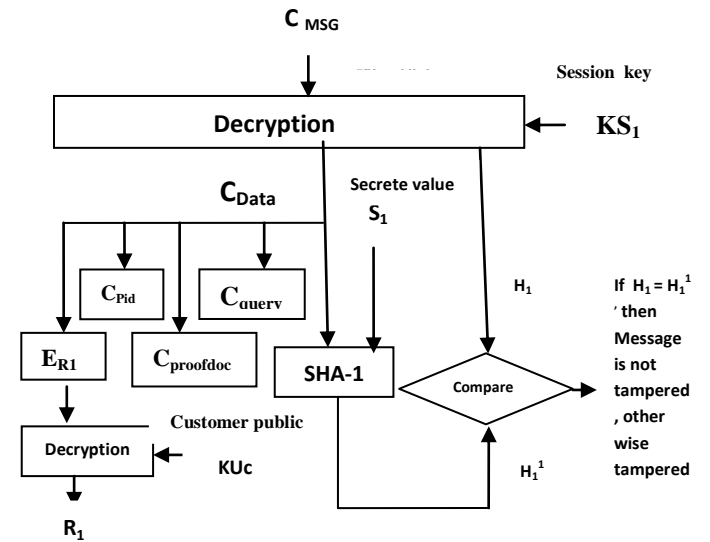 C MSG
Session key
Decryption
KS1
CData
Secrete value
S1
CPid
Cquery
H1
If H1 = H1^1
' then
Message
is not
tampered
, other
wise
tampered
ER1
Cproofdoc
SHA-1
Compare
Customer public
Decryption
KUc
H1^1
R1